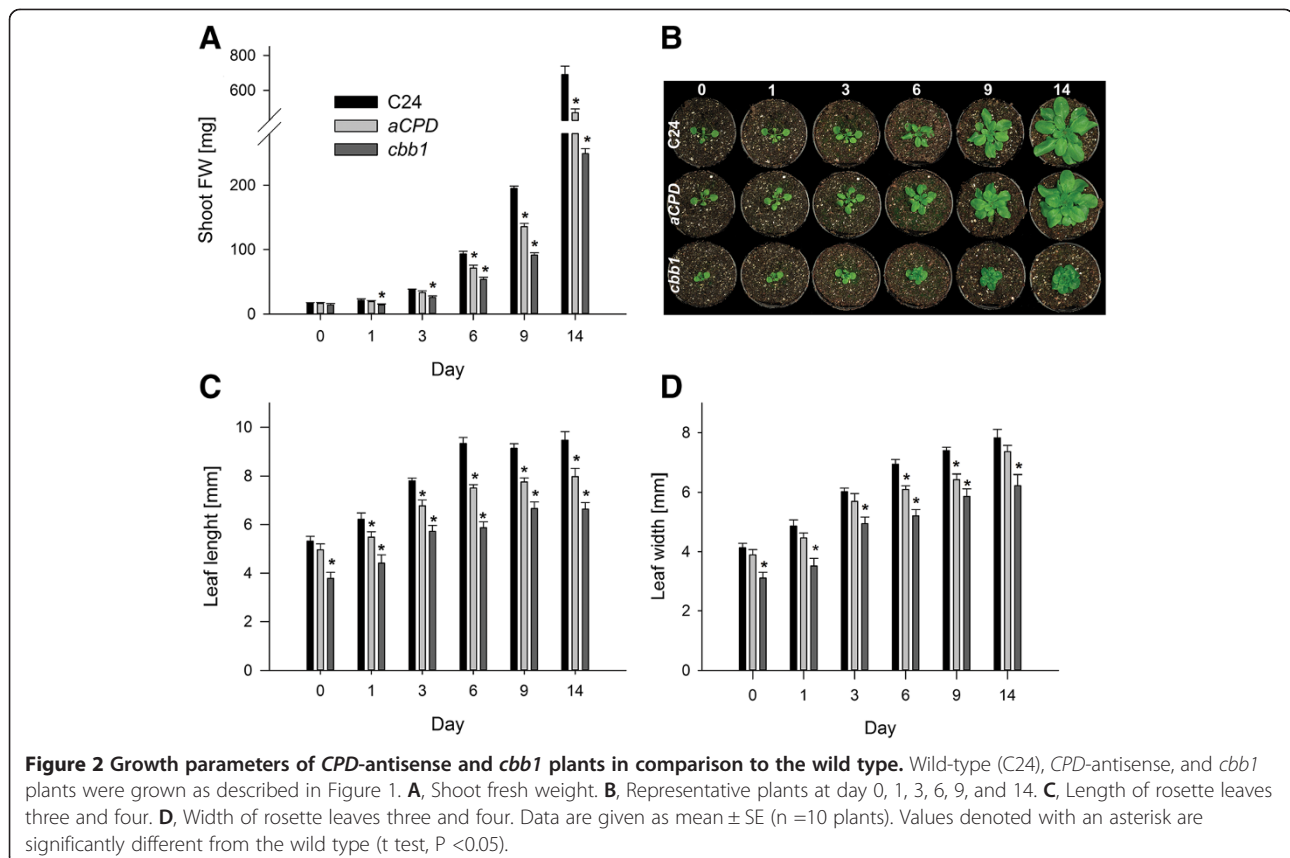 A
800
600
200
100
0
Shoot FW [mg]
C24
aCPD
cbb1
*
*
*
*
*
*
*
*
0 1 3 6 9 14
Day
B
0 1 3 6 9 14
C24
aCPD
cbb1
C
10
8
6
4
2
0
Leaf lenght [mm]
*
*
*
*
*
*
*
*
*
*
*
0 1 3 6 9 14
Day
D
8
6
4
2
0
Leaf width [mm]
*
*
*
*
*
*
*
*
0 1 3 6 9 14
Day
Figure 2 Growth parameters of CPD-antisense and cbb1 plants in comparison to the wild type. Wild-type (C24), CPD-antisense, and cbb1
plants were grown as described in Figure 1. A, Shoot fresh weight. B, Representative plants at day 0, 1, 3, 6, 9, and 14. C, Length of rosette leaves
three and four. D, Width of rosette leaves three and four. Data are given as mean ± SE (n =10 plants). Values denoted with an asterisk are
significantly different from the wild type (t test, P <0.05).